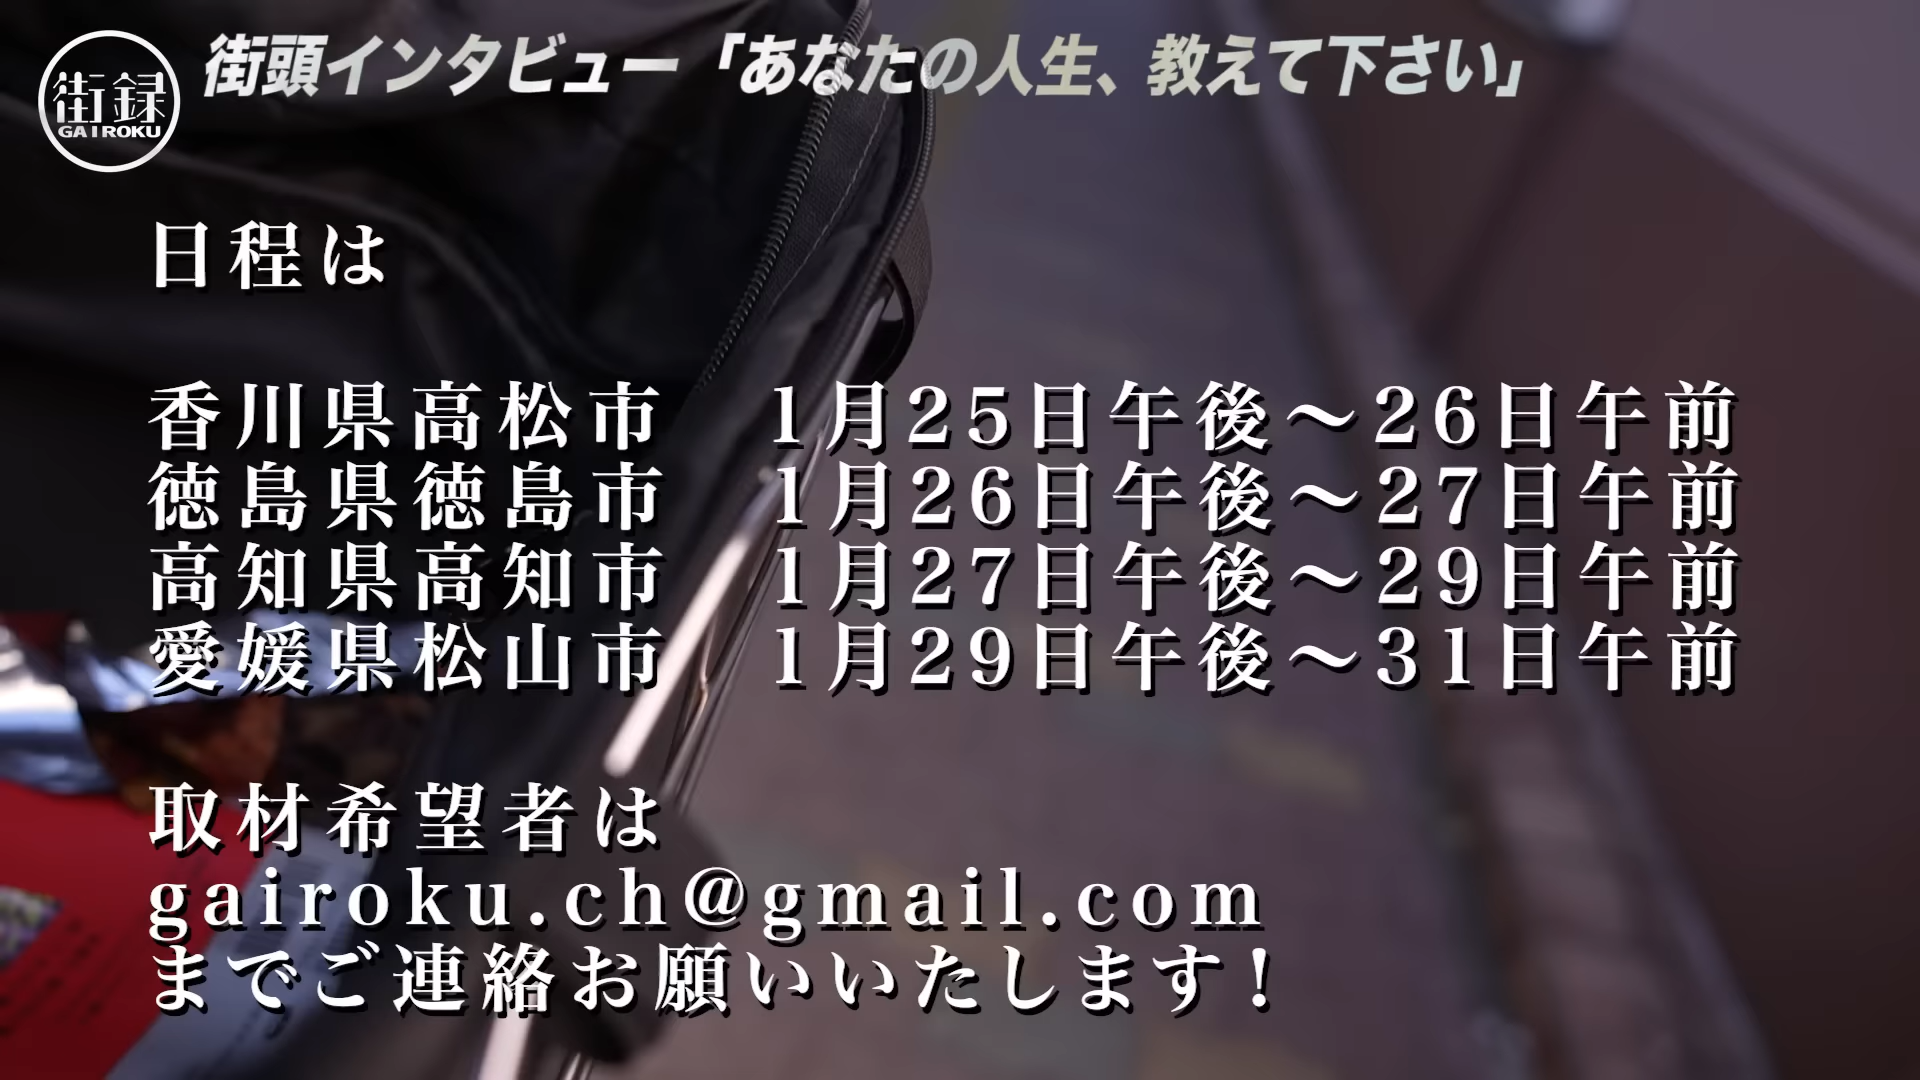 街録
GAIROKU
街頭インタビュー「あなたの人生、教えて下さい」
日程は
香川県高松市　1月25日午後～26日午前
徳島県徳島市　1月26日午後～27日午前
高知県高知市　1月27日午後～29日午前
愛媛県松山市　1月29日午後～31日午前
取材希望者は
gairoku.ch@gmail.com
までご連絡お願いいたします！